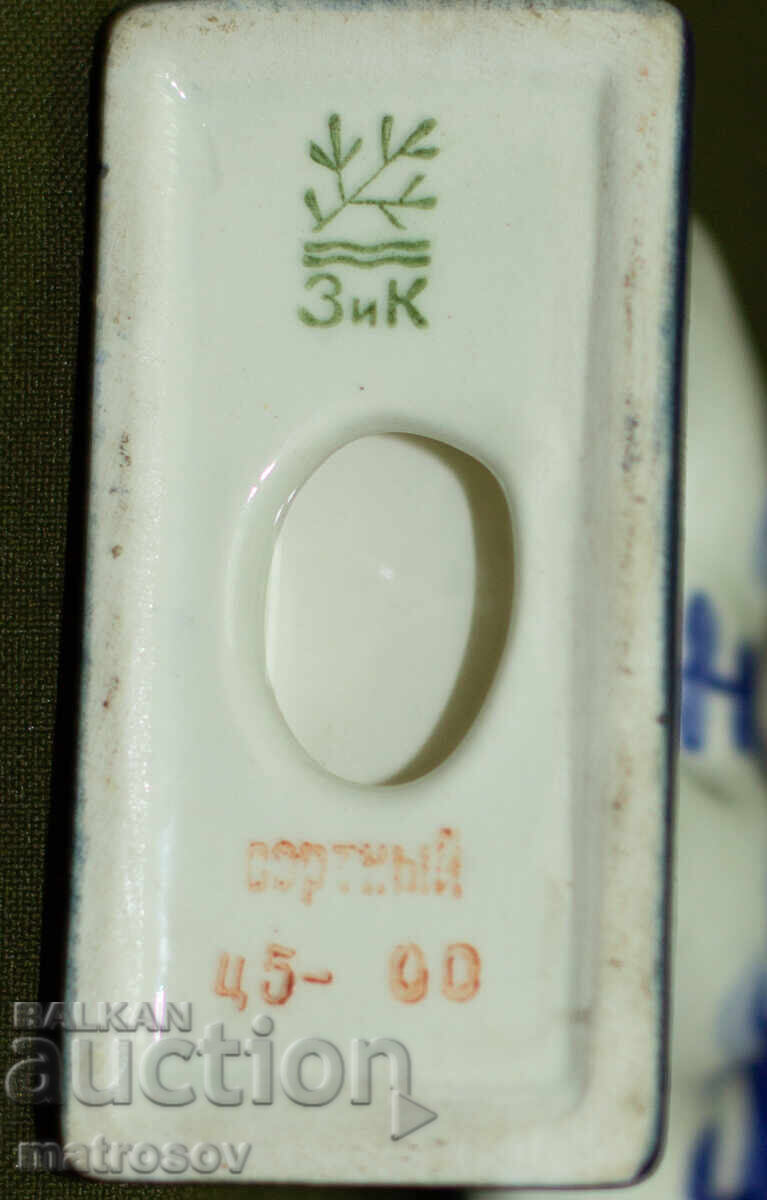 ЗиК
сортный
ц5- 00
BALKAN
auction
matrosov